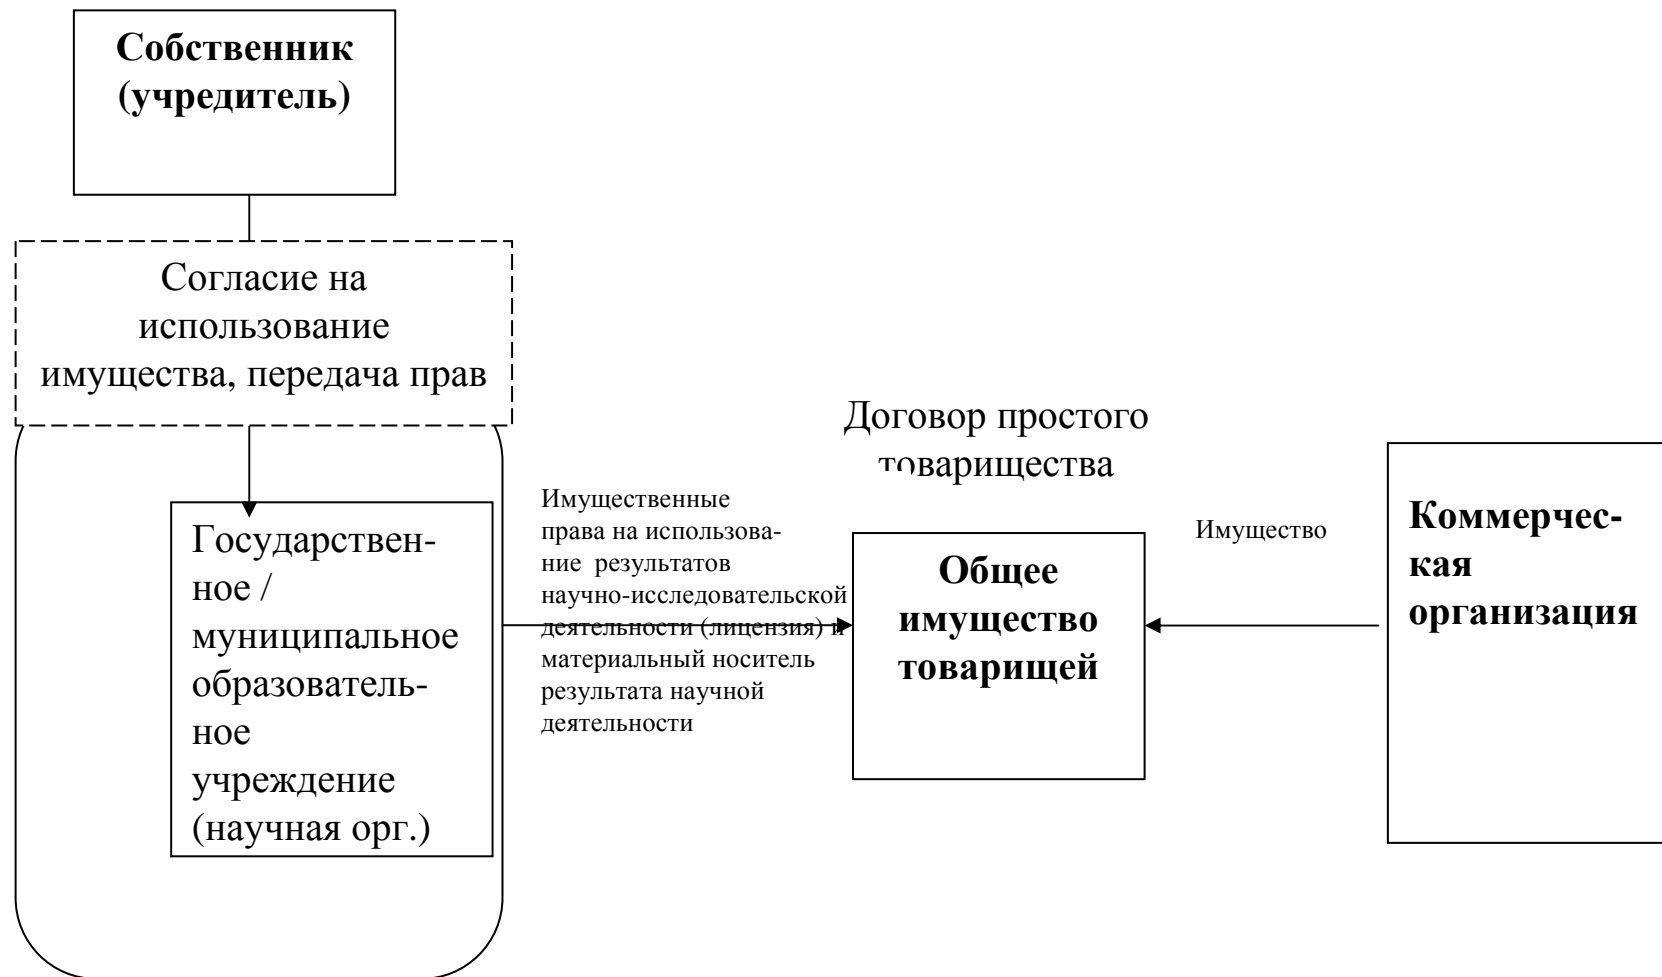 Собственник
(учредитель)
Согласие на
использование
имущества, передача прав
Государствен-
ное /
муниципальное
образователь-
ное
учреждение
(научная орг.)
Имущественные
права на использова-
ние результатов
научно-исследовательской
деятельности (лицензия) и
материальный носитель
результата научной
деятельности
Договор простого
товарищества
Общее
имущество
товарищей
Имущество
Коммерчес-
кая
организация